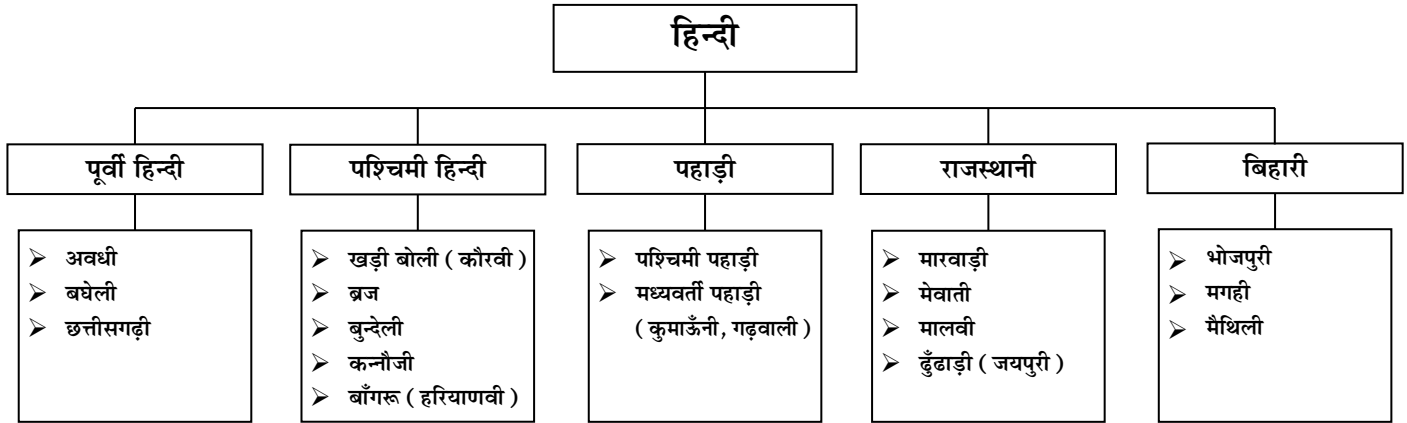 हिन्दी
पूर्वी हिन्दी
➢ अवधी
➢ बघेली
➢ छत्तीसगढ़ी
पश्चिमी हिन्दी
➢ खड़ी बोली ( कौरवी )
➢ ब्रज
➢ बुन्देली
➢ कन्नौजी
➢ बाँगरू ( हरियाणवी )
पहाड़ी
➢ पश्चिमी पहाड़ी
➢ मध्यवर्ती पहाड़ी
( कुमाऊँनी, गढ़वाली )
राजस्थानी
➢ मारवाड़ी
➢ मेवाती
➢ मालवी
➢ ढुँढाड़ी ( जयपुरी )
बिहारी
➢ भोजपुरी
➢ मगही
➢ मैथिली